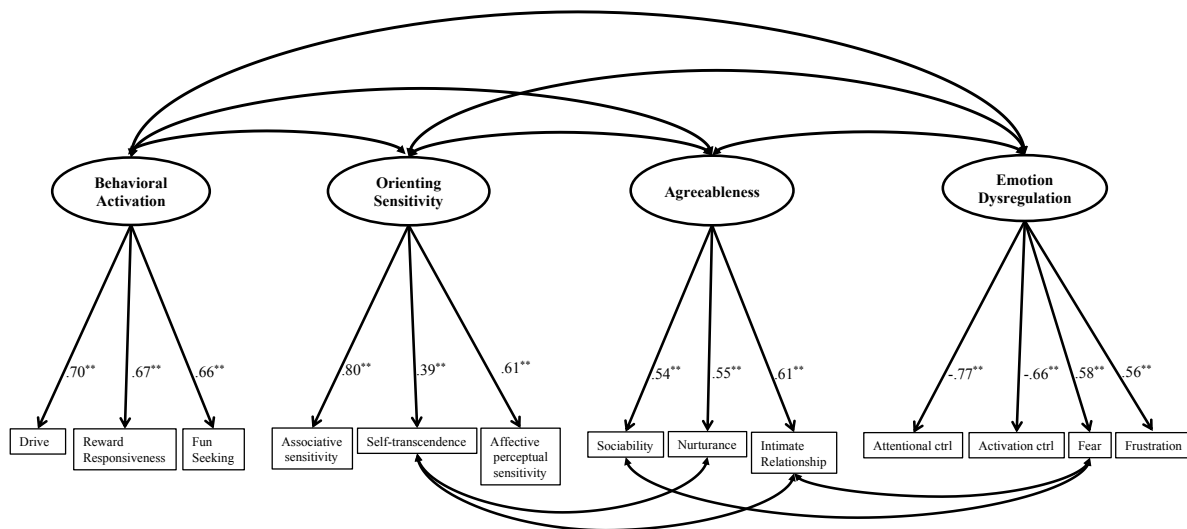 Behavioral
Activation
Orienting
Sensitivity
Agreeableness
Emotion
Dysregulation
.70**
.67**
.66**
.80**
.39**
.61**
.54**
.55**
.61**
-.77**
-.66**
.58**
.56**
Drive
Reward
Responsiveness
Fun
Seeking
Associative
sensitivity
Self-transcendence
Affective
perceptual
sensitivity
Sociability
Nurturance
Intimate
Relationship
Attentional ctrl
Activation ctrl
Fear
Frustration